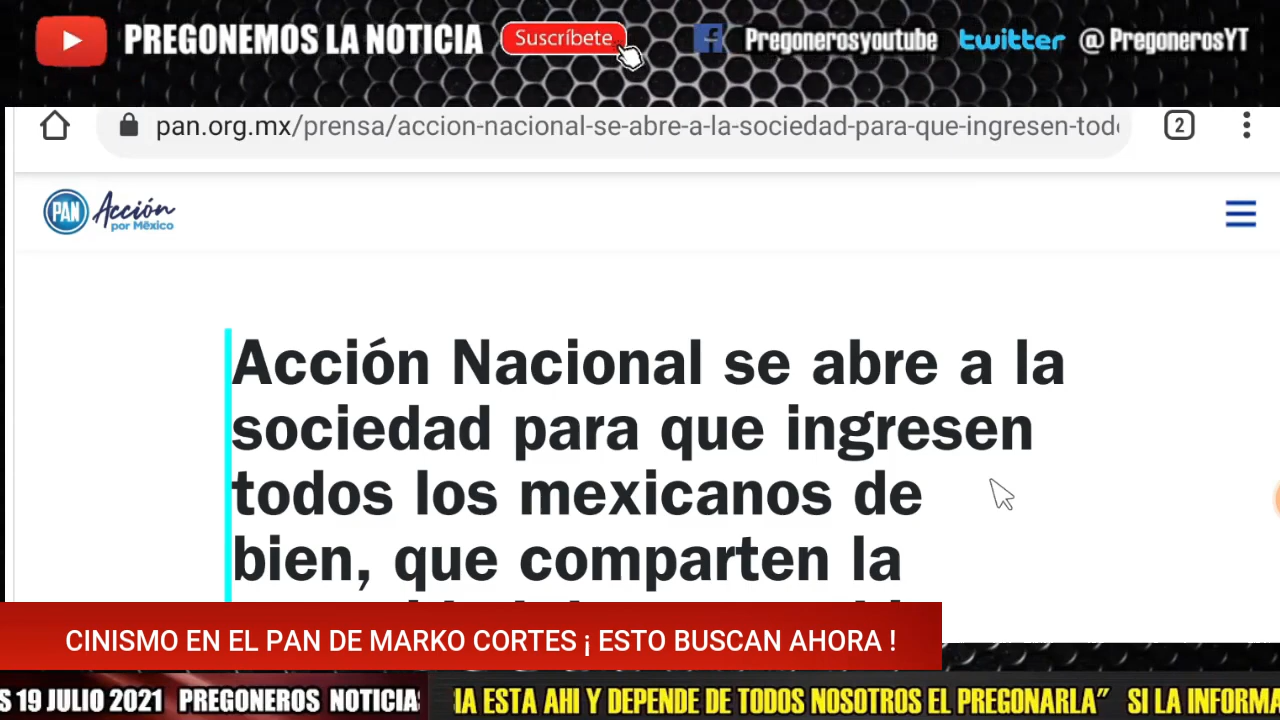 PREGONEMOS LA NOTICIA Suscríbete Pregonerosyoutube twitter @ PregonerosYT
pan.org.mx/prensa/accion-nacional-se-abre-a-la-sociedad-para-que-ingresen-tod 2
PAN Acción
por México
Acción Nacional se abre a la
sociedad para que ingresen
todos los mexicanos de
bien, que comparten la
CINISMO EN EL PAN DE MARKO CORTES ¡ ESTO BUSCAN AHORA !
S 19 JULIO 2021 PREGONEROS NOTICIAS IA ESTA AHI Y DEPENDE DE TODOS NOSOTROS EL PREGONARLA" SI LA INFORMA